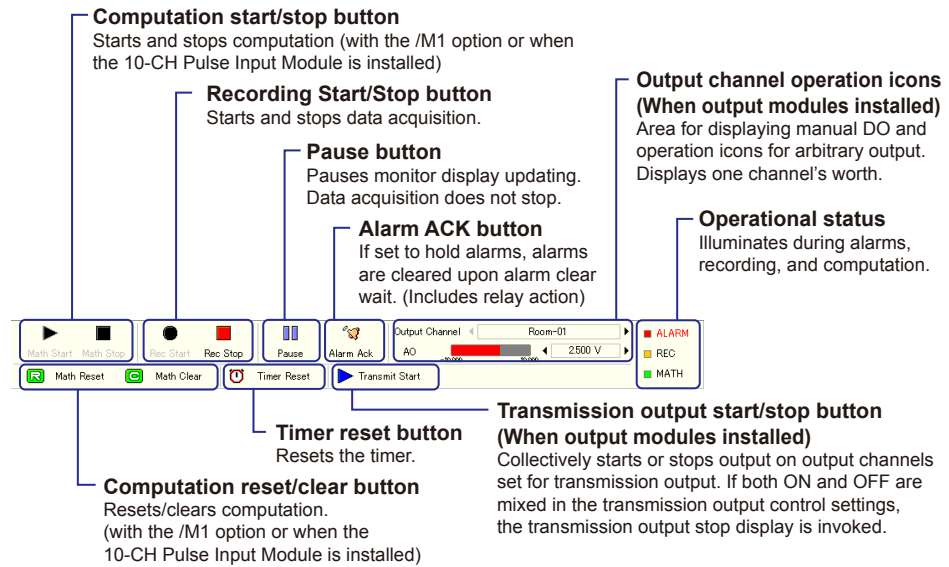 Computation start/stop button
Starts and stops computation (with the /M1 option or when
the 10-CH Pulse Input Module is installed)
Recording Start/Stop button
Starts and stops data acquisition.
Pause button
Pauses monitor display updating.
Data acquisition does not stop.
Alarm ACK button
If set to hold alarms, alarms
are cleared upon alarm clear
wait. (Includes relay action)
Output channel operation icons
(When output modules installed)
Area for displaying manual DO and
operation icons for arbitrary output.
Displays one channel's worth.
Operational status
Illuminates during alarms,
recording, and computation.
Math Start Math Stop Rec Start Rec Stop Pause Alarm Ack
Output Channel Room-01
AO -10.000 10.000 2.500 V
ALARM
REC
MATH
R Math Reset C Math Clear Timer Reset Transmit Start
Transmission output start/stop button
(When output modules installed)
Collectively starts or stops output on output channels
set for transmission output. If both ON and OFF are
mixed in the transmission output control settings,
the transmission output stop display is invoked.
Timer reset button
Resets the timer.
Computation reset/clear button
Resets/clears computation.
(with the /M1 option or when the
10-CH Pulse Input Module is installed)